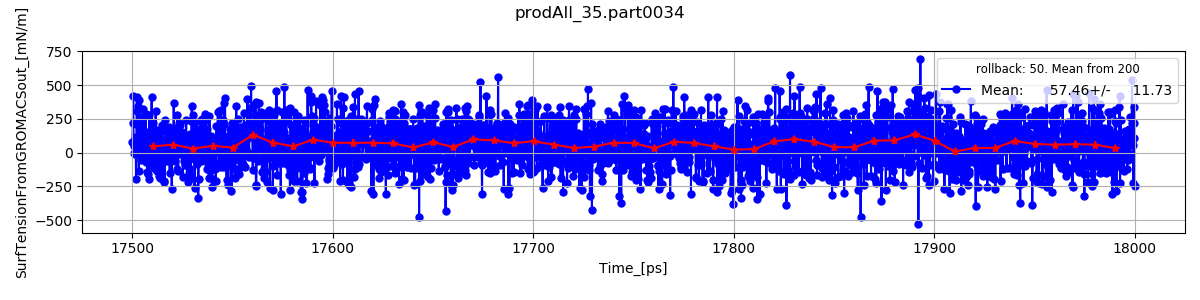 prodAll_35.part0034
SurfTensionFromGROMACSout_[mN/m]
750
500
250
0
−250
−500
rollback: 50. Mean from 200
Mean: 57.46+/- 11.73
17500 17600 17700 17800 17900 18000
Time_[ps]